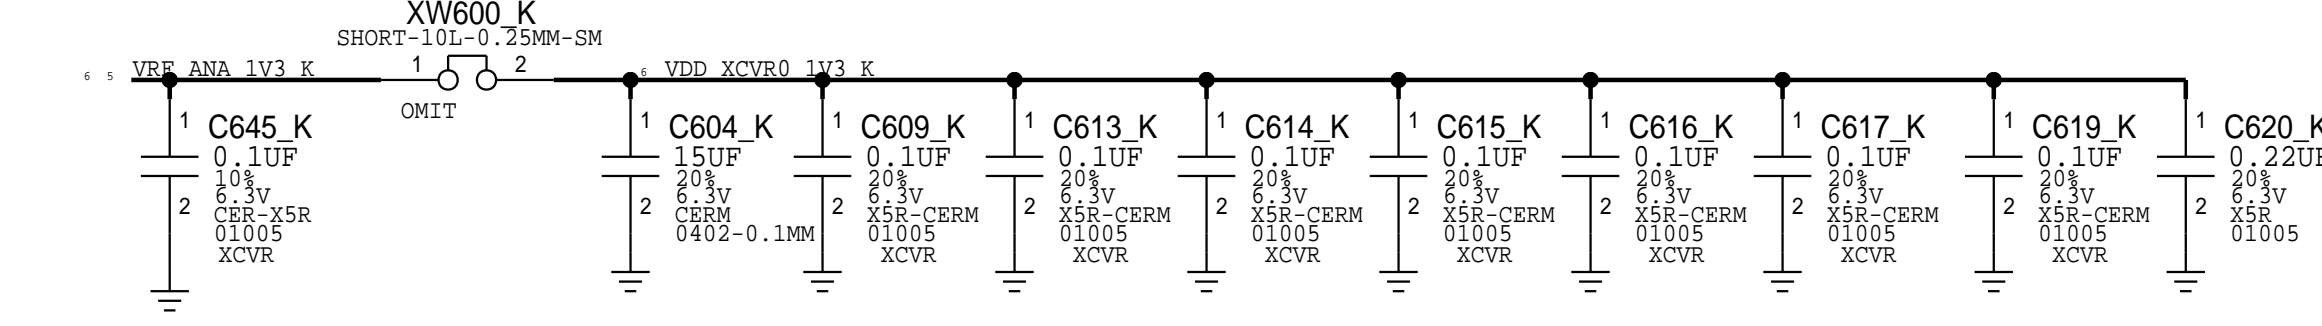 XW600_K
SHORT-10L-0.25MM-SM
6 5 VRF ANA 1V3 K
1 2
6 VDD XCVR0 1V3 K
OMIT
1
C645_K
0.1UF
10%
6.3V
2
CER-X5R
01005
XCVR
1
C604_K
15UF
20%
6.3V
2
CERM
0402-0.1MM
1
C609_K
0.1UF
20%
6.3V
2
X5R-CERM
01005
XCVR
1
C613_K
0.1UF
20%
6.3V
2
X5R-CERM
01005
XCVR
1
C614_K
0.1UF
20%
6.3V
2
X5R-CERM
01005
XCVR
1
C615_K
0.1UF
20%
6.3V
2
X5R-CERM
01005
XCVR
1
C616_K
0.1UF
20%
6.3V
2
X5R-CERM
01005
XCVR
1
C617_K
0.1UF
20%
6.3V
2
X5R-CERM
01005
XCVR
1
C619_K
0.1UF
20%
6.3V
2
X5R-CERM
01005
XCVR
1
C620_K
0.22UF
20%
6.3V
2
X5R
01005